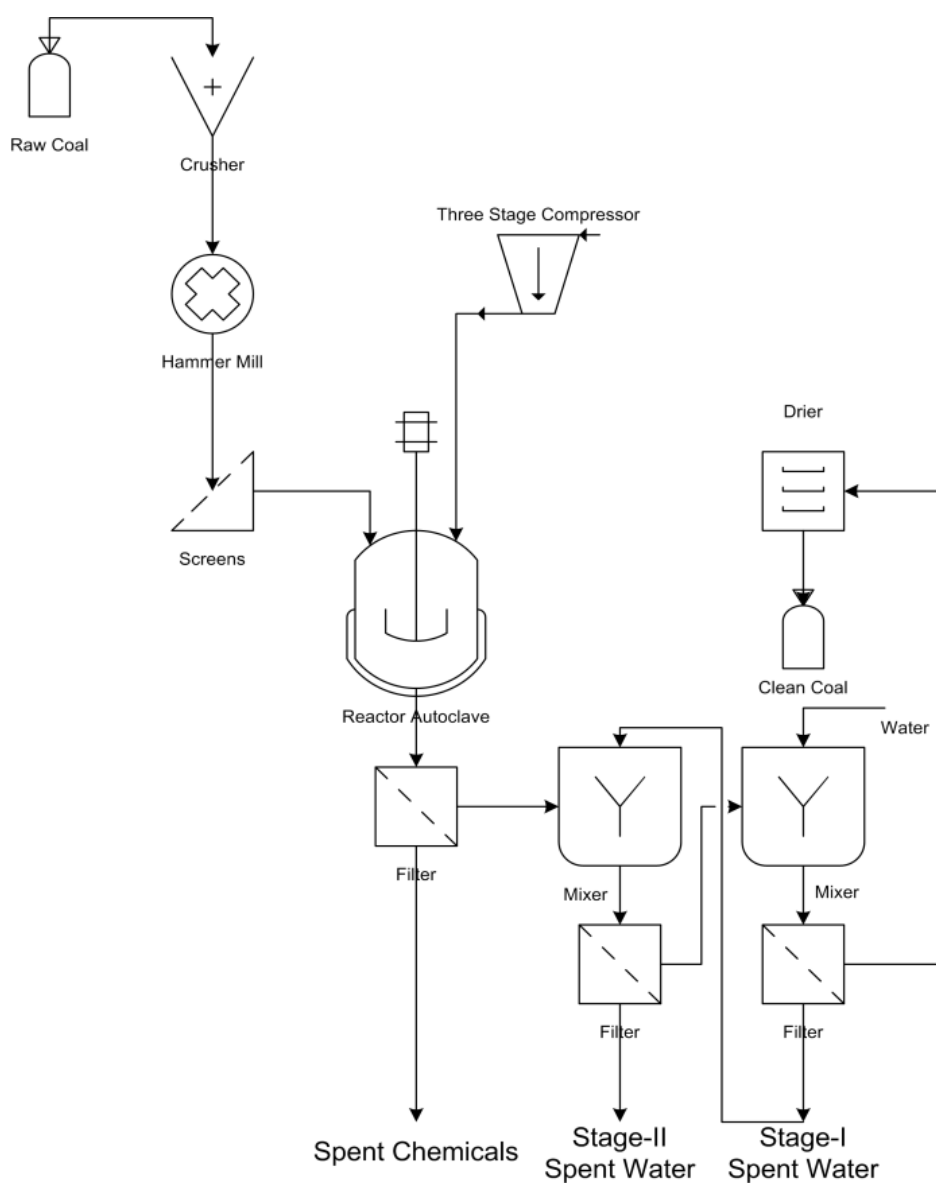 Raw Coal
Crusher
Three Stage Compressor
Hammer Mill
Drier
Screens
Clean Coal
Reactor Autoclave
Water
Filter
Mixer
Mixer
Filter
Filter
Spent Chemicals
Stage-II
Spent Water
Stage-I
Spent Water